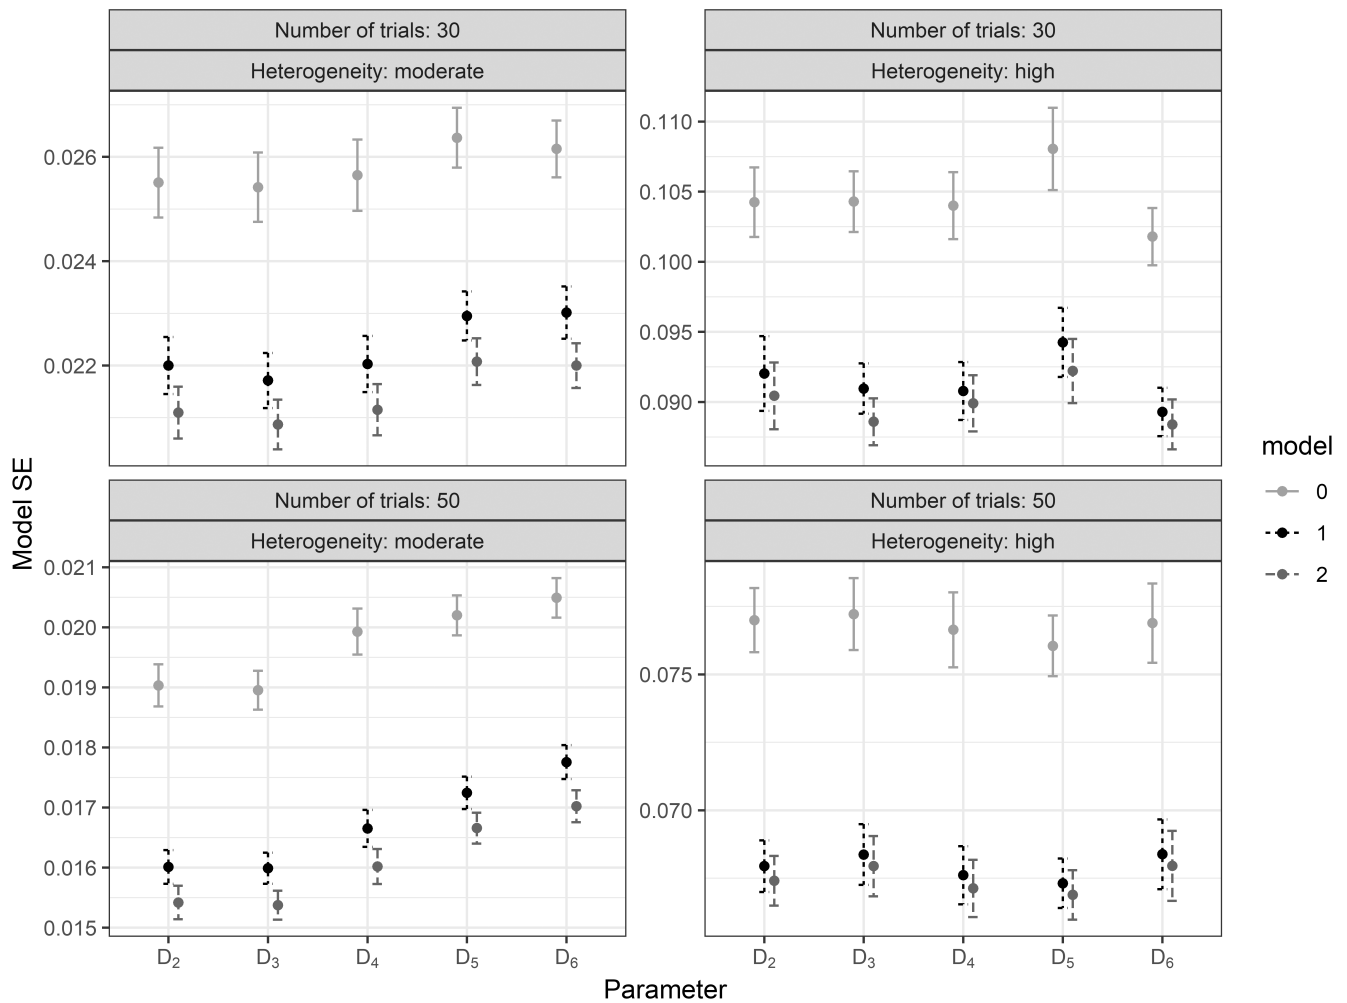 Number of trials: 30
Heterogeneity: moderate
0.026
0.024
0.022
Number of trials: 30
Heterogeneity: high
0.110
0.105
0.100
0.095
0.090
Number of trials: 50
Heterogeneity: moderate
0.021
0.020
0.019
0.018
0.017
0.016
0.015
D₂ D₃ D₄ D₅ D₆
Number of trials: 50
Heterogeneity: high
0.075
0.070
D₂ D₃ D₄ D₅ D₆
Model SE
Parameter
model
0
1
2